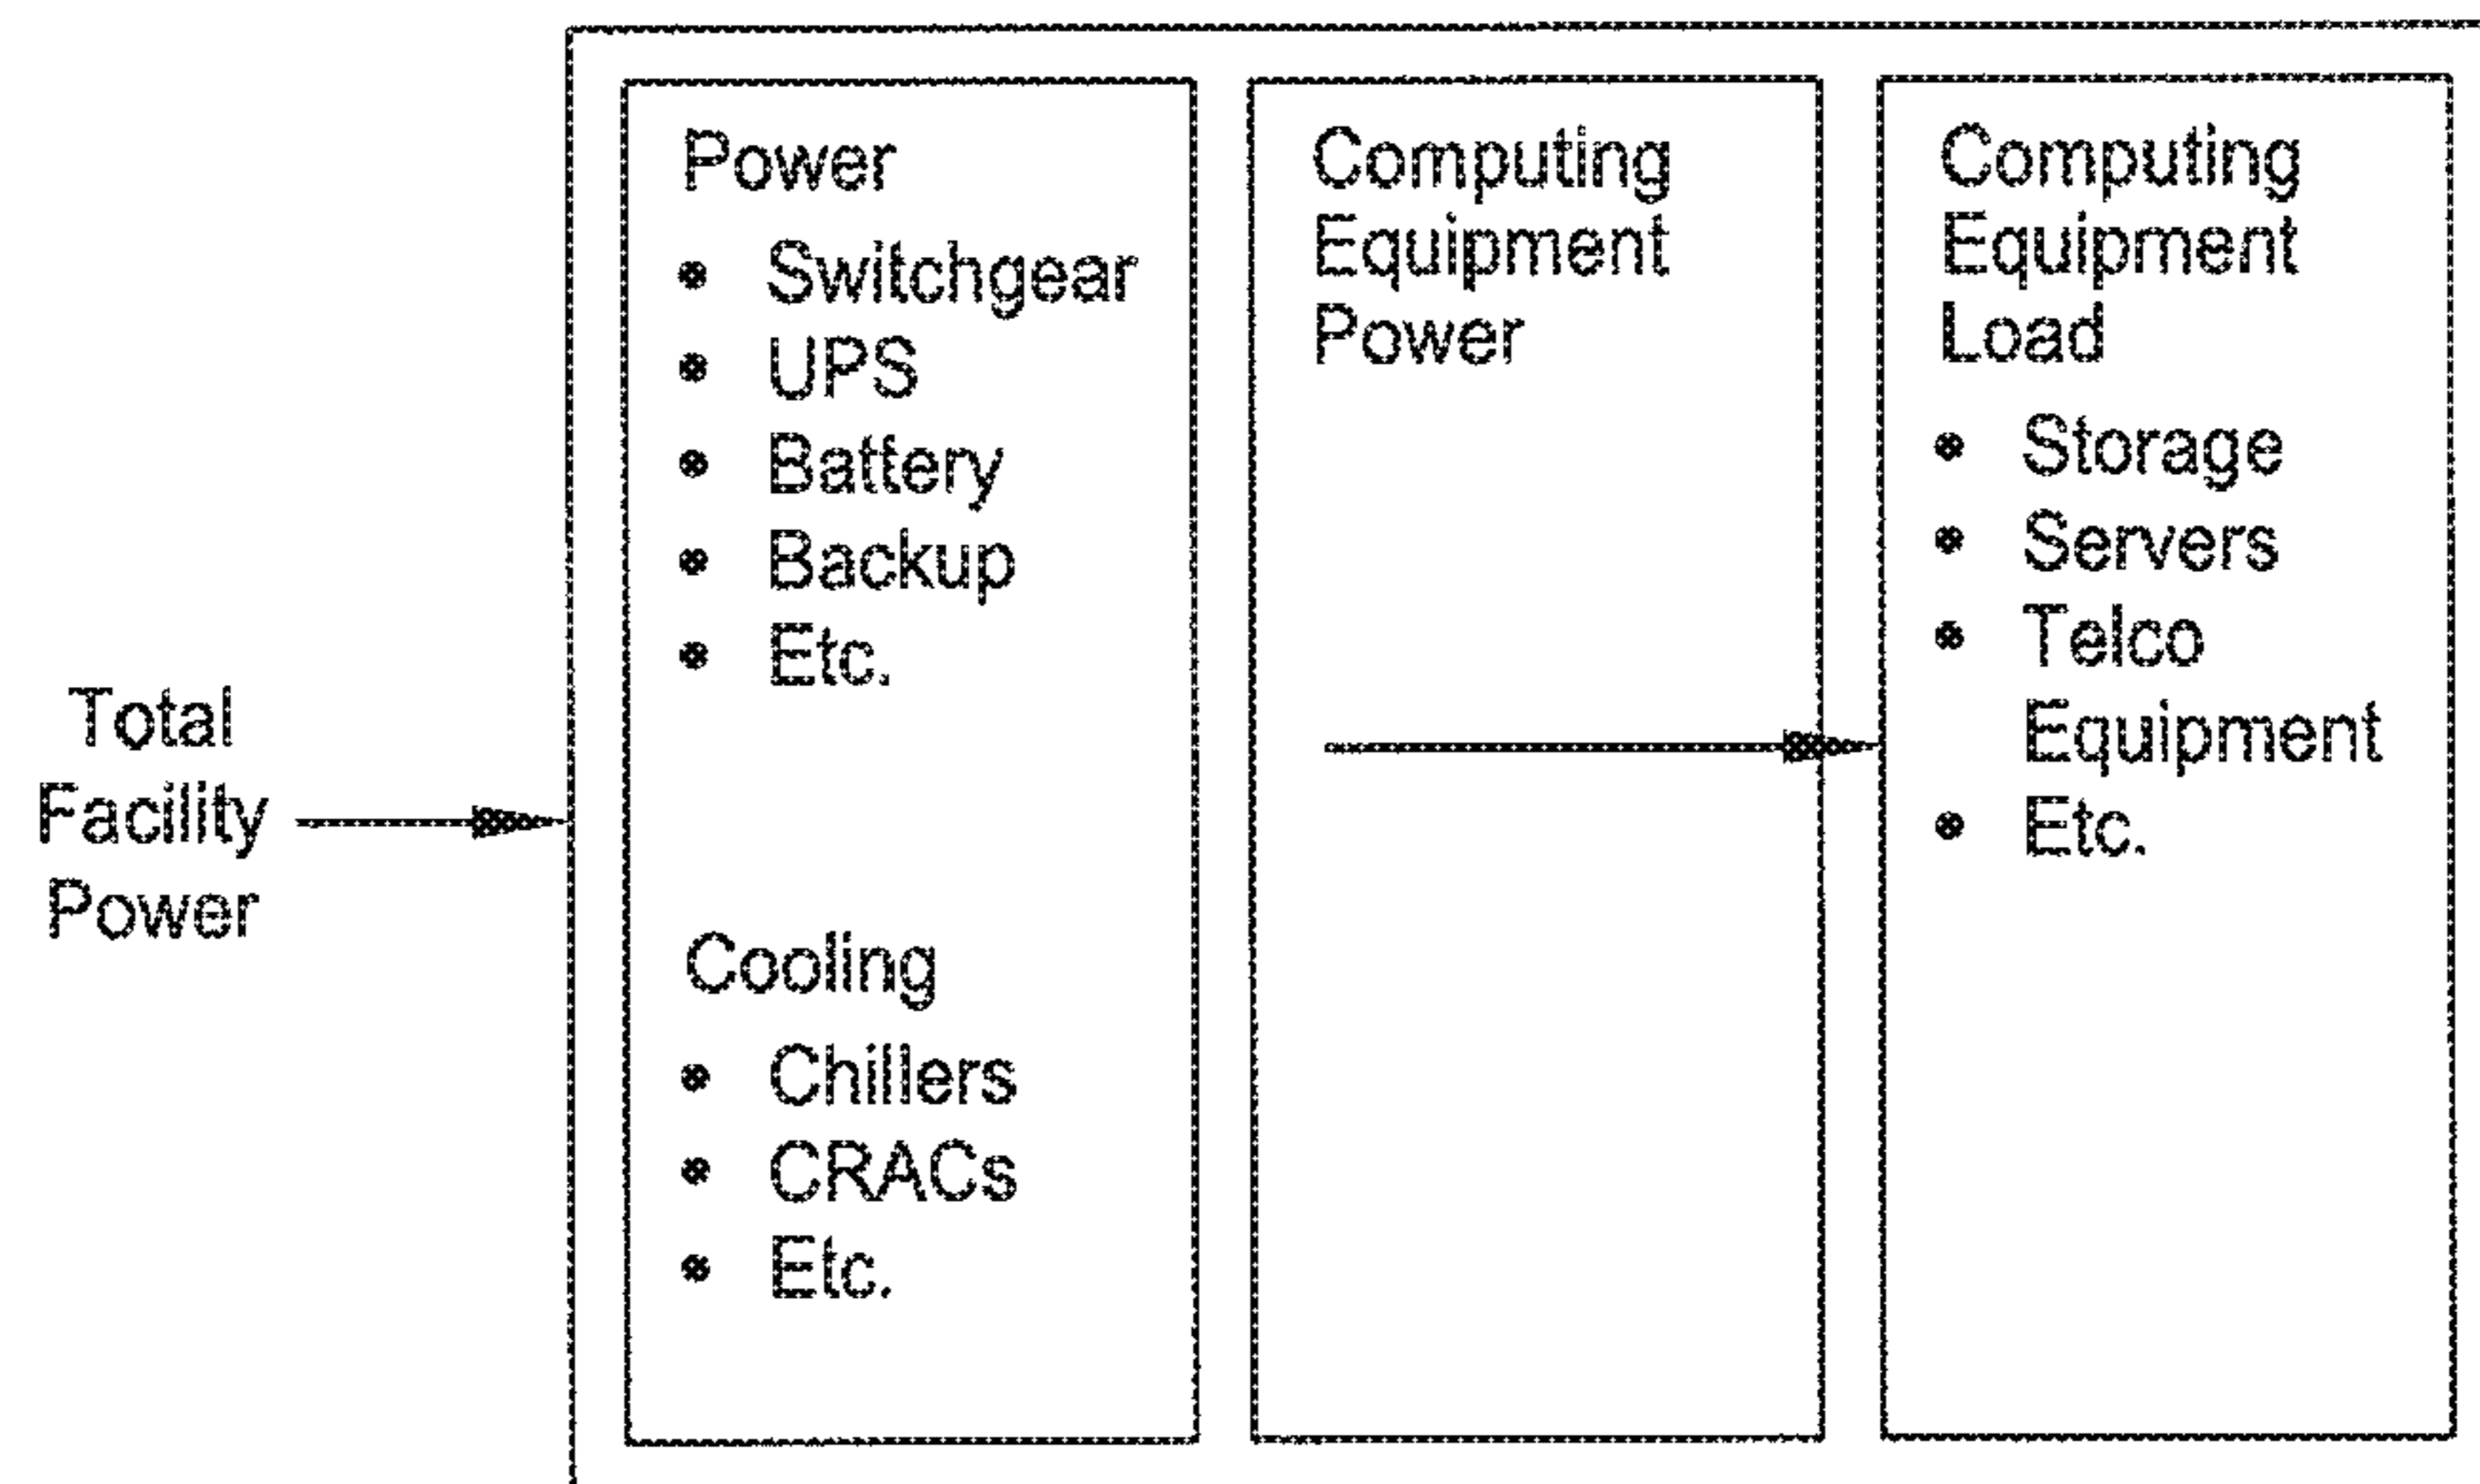 Total
Facility
Power
Power
• Switchgear
• UPS
• Battery
• Backup
• Etc.
Cooling
• Chillers
• CRACs
• Etc.
Computing
Equipment
Power
Computing
Equipment
Load
• Storage
• Servers
• Telco
Equipment
• Etc.